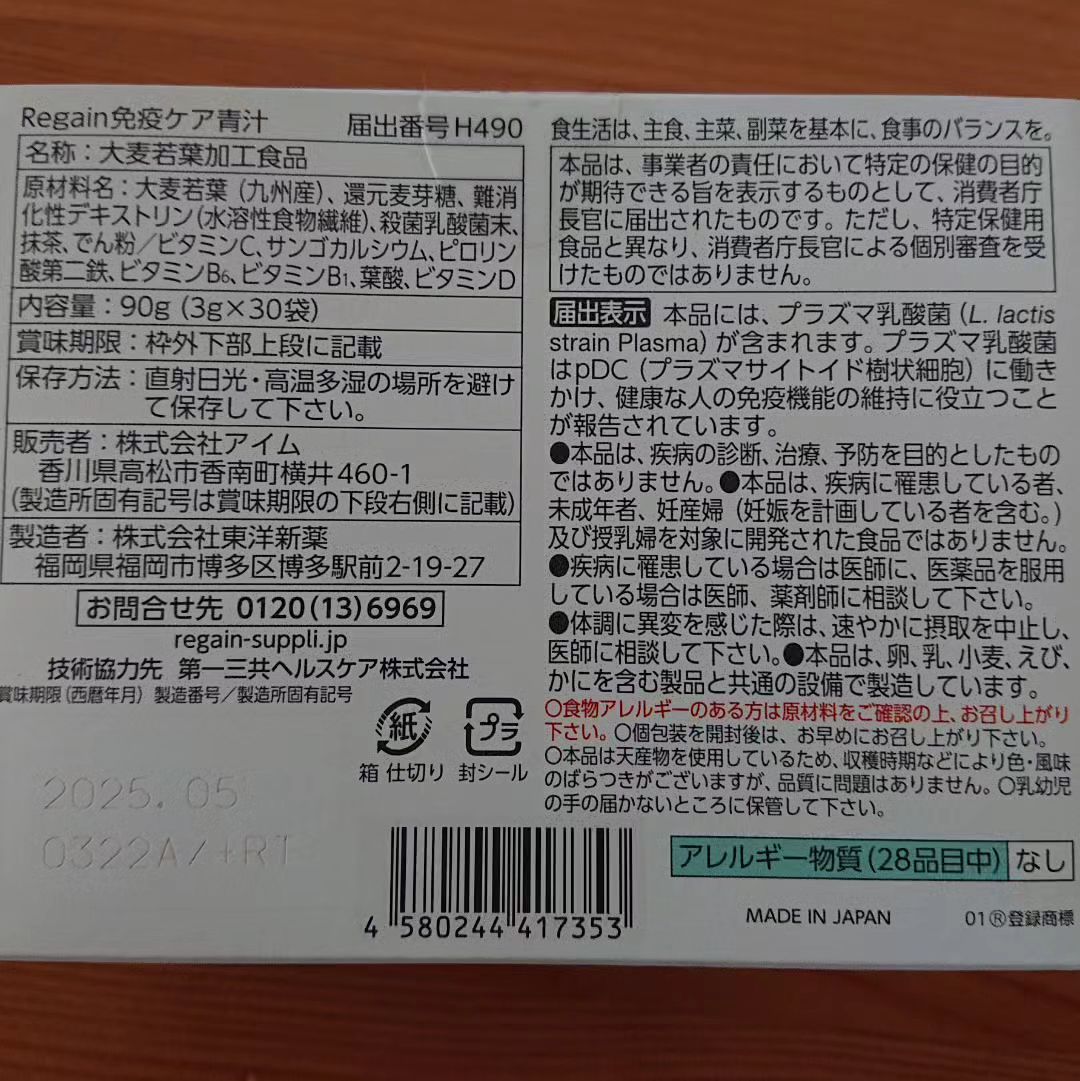 Regain免疫ケア青汁 届出番号H490
名称：大麦若葉加工食品
原材料名：大麦若葉（九州産）、還元麦芽糖、難消
化性デキストリン（水溶性食物繊維）、殺菌乳酸菌末、
抹茶、でん粉／ビタミンC、サンゴカルシウム、ピロリン
酸第二鉄、ビタミンB₆、ビタミンB₁、葉酸、ビタミンD
内容量：90g（3g×30袋）
賞味期限：枠外下部上段に記載
保存方法：直射日光・高温多湿の場所を避け
て保存して下さい。
販売者：株式会社アイム
香川県高松市香南町横井460-1
（製造所固有記号は賞味期限の下段右側に記載）
製造者：株式会社東洋新薬
福岡県福岡市博多区博多駅前2-19-27
お問合せ先 0120(13)6969
regain-suppli.jp
技術協力先 第一三共ヘルスケア株式会社
賞味期限（西暦年月）製造番号／製造所固有記号
紙
プラ
箱 仕切り 封シール
2025.05
0322A/+RT
4 580244 417353
食生活は、主食、主菜、副菜を基本に、食事のバランスを。
本品は、事業者の責任において特定の保健の目的
が期待できる旨を表示するものとして、消費者庁
長官に届出されたものです。ただし、特定保健用
食品と異なり、消費者庁長官による個別審査を受
けたものではありません。
届出表示 本品には、プラズマ乳酸菌（L. lactis
strain Plasma）が含まれます。プラズマ乳酸菌
はpDC（プラズマサイトイド樹状細胞）に働き
かけ、健康な人の免疫機能の維持に役立つこと
が報告されています。
●本品は、疾病の診断、治療、予防を目的としたもの
ではありません。●本品は、疾病に罹患している者、
未成年者、妊産婦（妊娠を計画している者を含む。）
及び授乳婦を対象に開発された食品ではありません。
●疾病に罹患している場合は医師に、医薬品を服用
している場合は医師、薬剤師に相談して下さい。
●体調に異変を感じた際は、速やかに摂取を中止し、
医師に相談して下さい。●本品は、卵、乳、小麦、えび、
かにを含む製品と共通の設備で製造しています。
○食物アレルギーのある方は原材料をご確認の上、お召し上がり
下さい。○個包装を開封後は、お早めにお召し上がり下さい。
○本品は天産物を使用しているため、収穫時期などにより色・風味
のばらつきがございますが、品質に問題はありません。○乳幼児
の手の届かないところに保管して下さい。
アレルギー物質（28品目中） なし
MADE IN JAPAN 01®登録商標